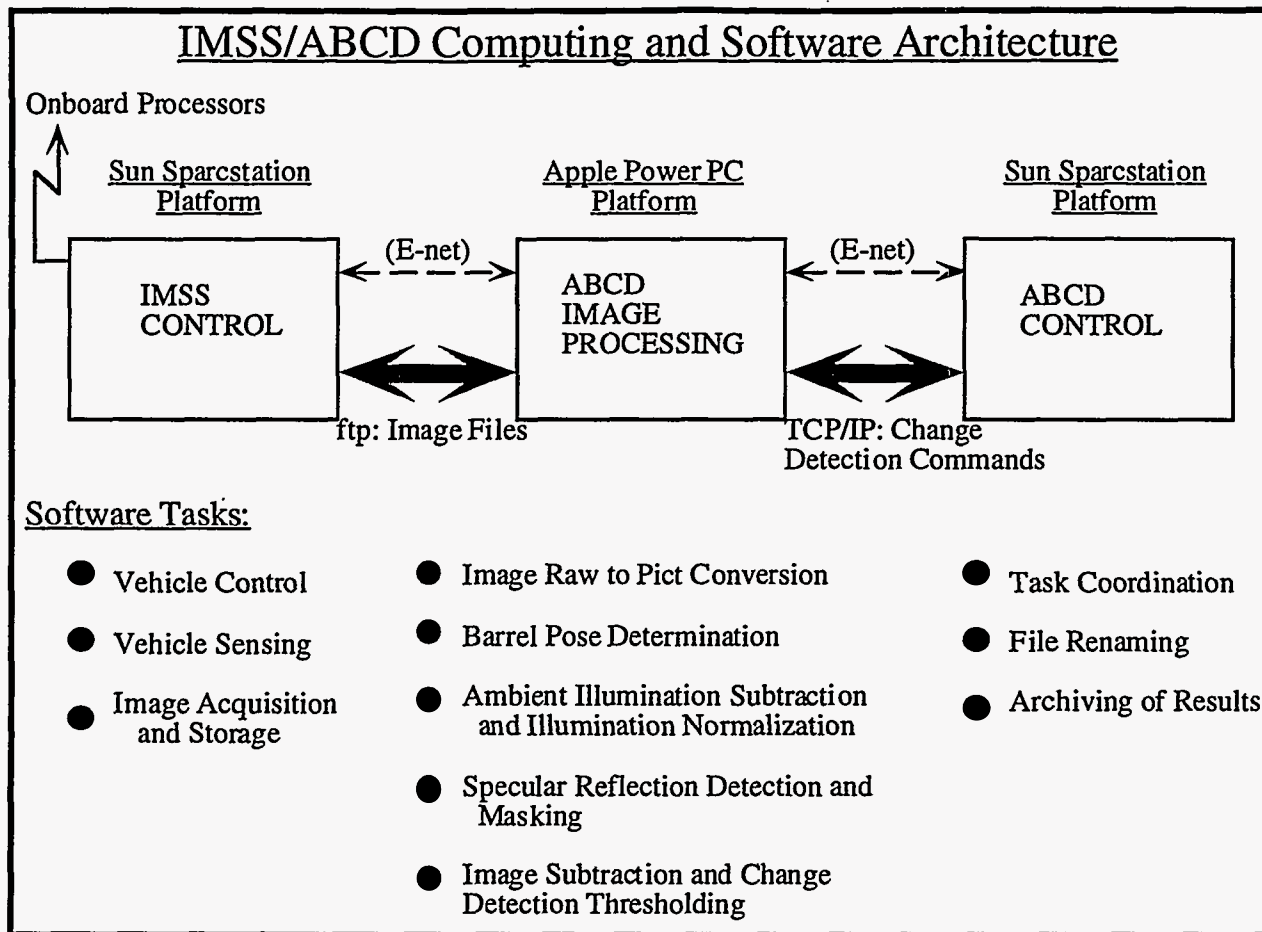 IMSS/ABCD Computing and Software Architecture
Onboard Processors
Sun Sparcstation
Platform
Apple Power PC
Platform
Sun Sparcstation
Platform
(E-net)
(E-net)
IMSS
CONTROL
ABCD
IMAGE
PROCESSING
ABCD
CONTROL
ftp: Image Files
TCP/IP: Change
Detection Commands
Software Tasks:
Vehicle Control
Vehicle Sensing
Image Acquisition
and Storage
Image Raw to Pict Conversion
Barrel Pose Determination
Ambient Illumination Subtraction
and Illumination Normalization
Specular Reflection Detection and
Masking
Image Subtraction and Change
Detection Thresholding
Task Coordination
File Renaming
Archiving of Results